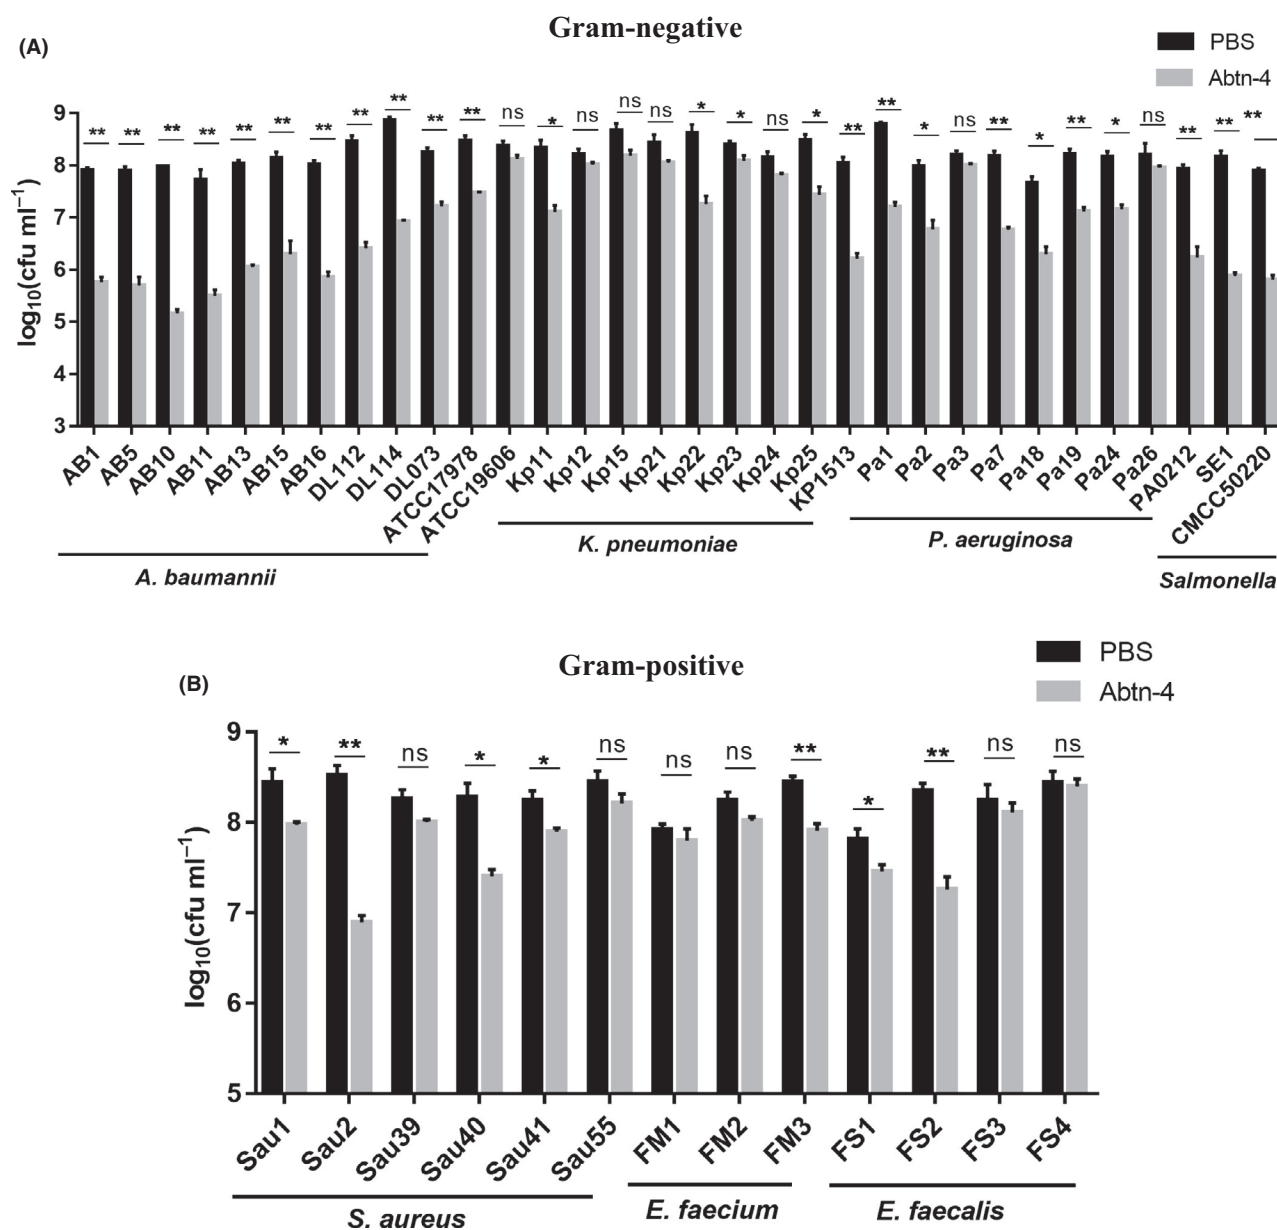 Gram-negative
(A)
PBS
Abtn-4
** ** ** ** ** ** ** ** ** ** ** ns * ns ns ns * * ns * ** ** * ns ** * ** * ns ** ** **
9
8
7
6
5
4
3
log10(cfu ml−1)
AB1 AB5 AB10 AB11 AB13 AB15 AB16 DL112 DL114 DL073 ATCC17978 ATCC19606 Kp11 Kp12 Kp15 Kp21 Kp22 Kp23 Kp24 Kp25 KP1513 Pa1 Pa2 Pa3 Pa7 Pa18 Pa19 Pa24 Pa26 PA0212 SE1 CMCC50220
A. baumannii K. pneumoniae P. aeruginosa Salmonella
Gram-positive
(B)
PBS
Abtn-4
* ** ns * * ns ns ns ** * ** ns ns
9
8
7
6
5
log10(cfu ml−1)
Sau1 Sau2 Sau39 Sau40 Sau41 Sau55 FM1 FM2 FM3 FS1 FS2 FS3 FS4
S. aureus E. faecium E. faecalis